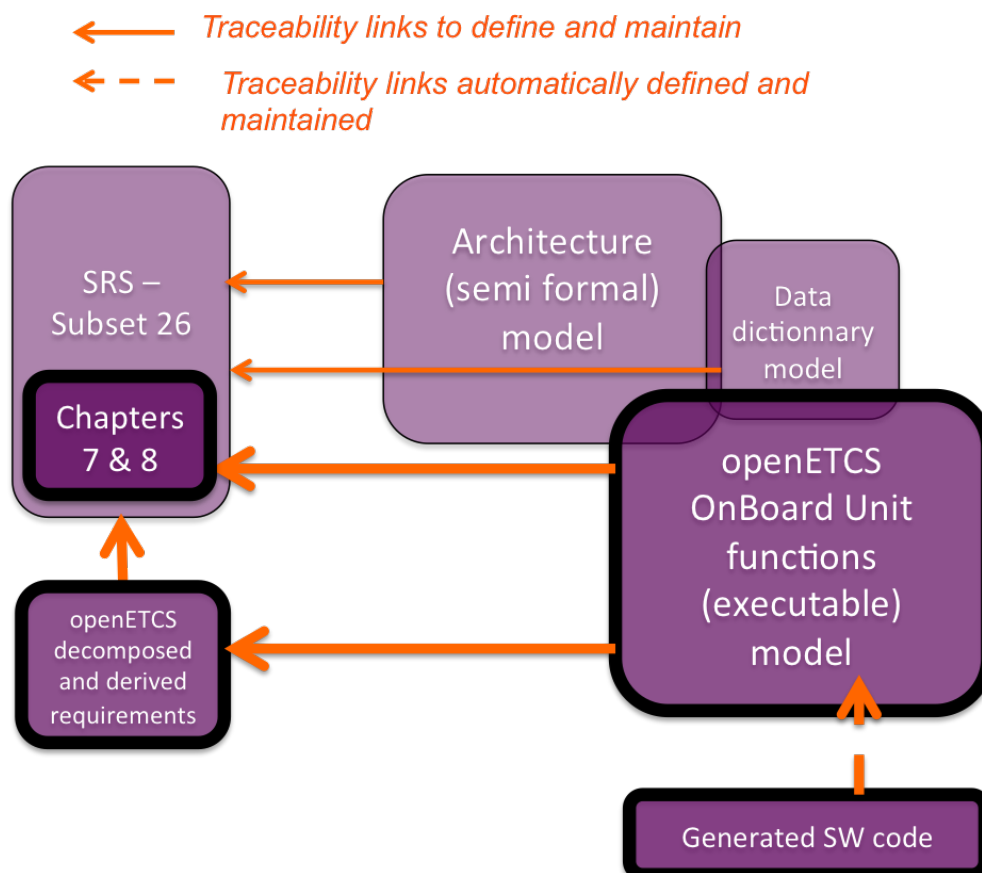 Traceability links to define and maintain
Traceability links automatically defined and
maintained
SRS –
Subset 26
Chapters
7 & 8
Architecture
(semi formal)
model
Data
dictionnary
model
openETCS
OnBoard Unit
functions
(executable)
model
openETCS
decomposed
and derived
requirements
Generated SW code